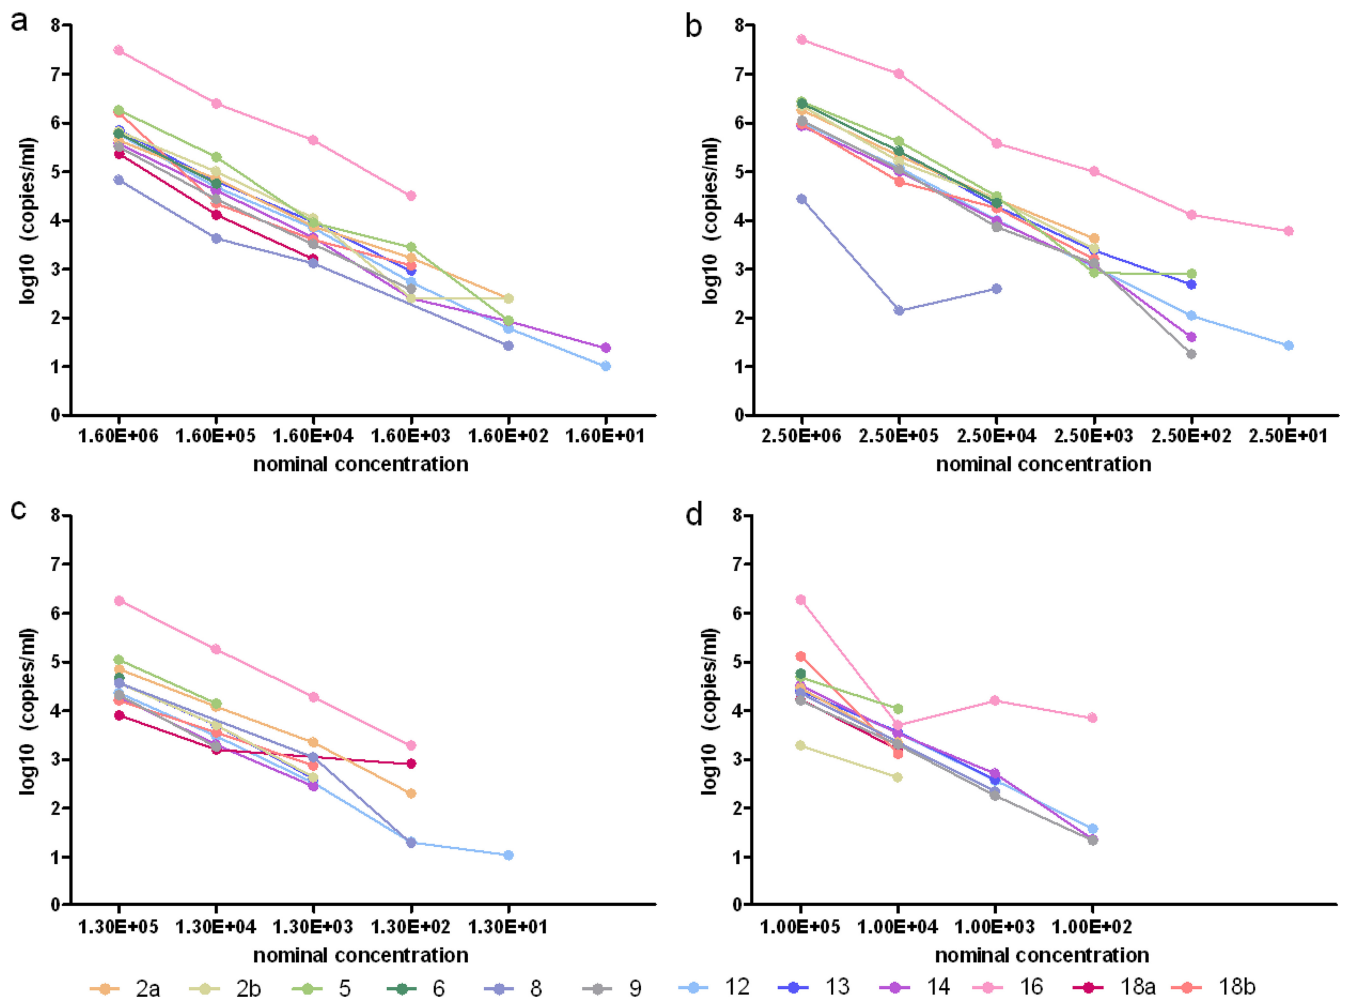 a
8
7
6
5
4
3
2
1
0
log10 (copies/ml)
1.60E+06 1.60E+05 1.60E+04 1.60E+03 1.60E+02 1.60E+01
nominal concentration
b
8
7
6
5
4
3
2
1
0
log10 (copies/ml)
2.50E+06 2.50E+05 2.50E+04 2.50E+03 2.50E+02 2.50E+01
nominal concentration
c
8
7
6
5
4
3
2
1
0
log10 (copies/ml)
1.30E+05 1.30E+04 1.30E+03 1.30E+02 1.30E+01
nominal concentration
d
8
7
6
5
4
3
2
1
0
log10 (copies/ml)
1.00E+05 1.00E+04 1.00E+03 1.00E+02
nominal concentration
2a 2b 5 6 8 9 12 13 14 16 18a 18b